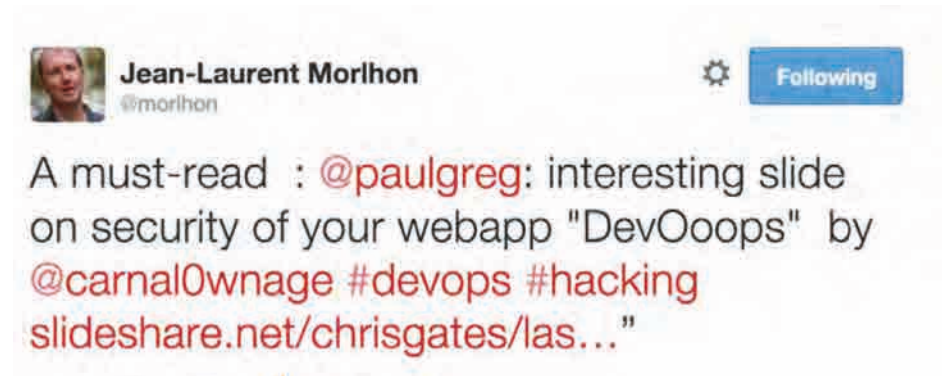 Jean-Laurent Morlhon
@morlhon
Following
A must-read : @paulgreg: interesting slide
on security of your webapp "DevOoops" by
@carnal0wnage #devops #hacking
slideshare.net/chrisgates/las…”